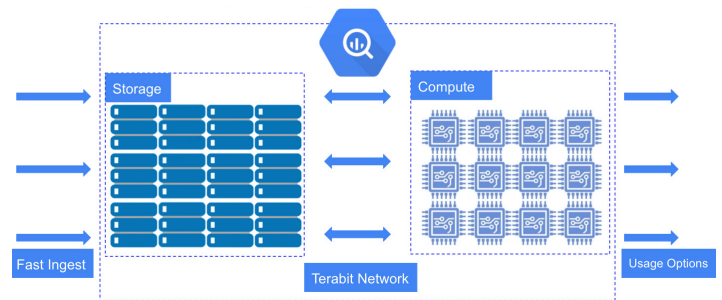 Storage
Compute
Fast Ingest
Terabit Network
Usage Options